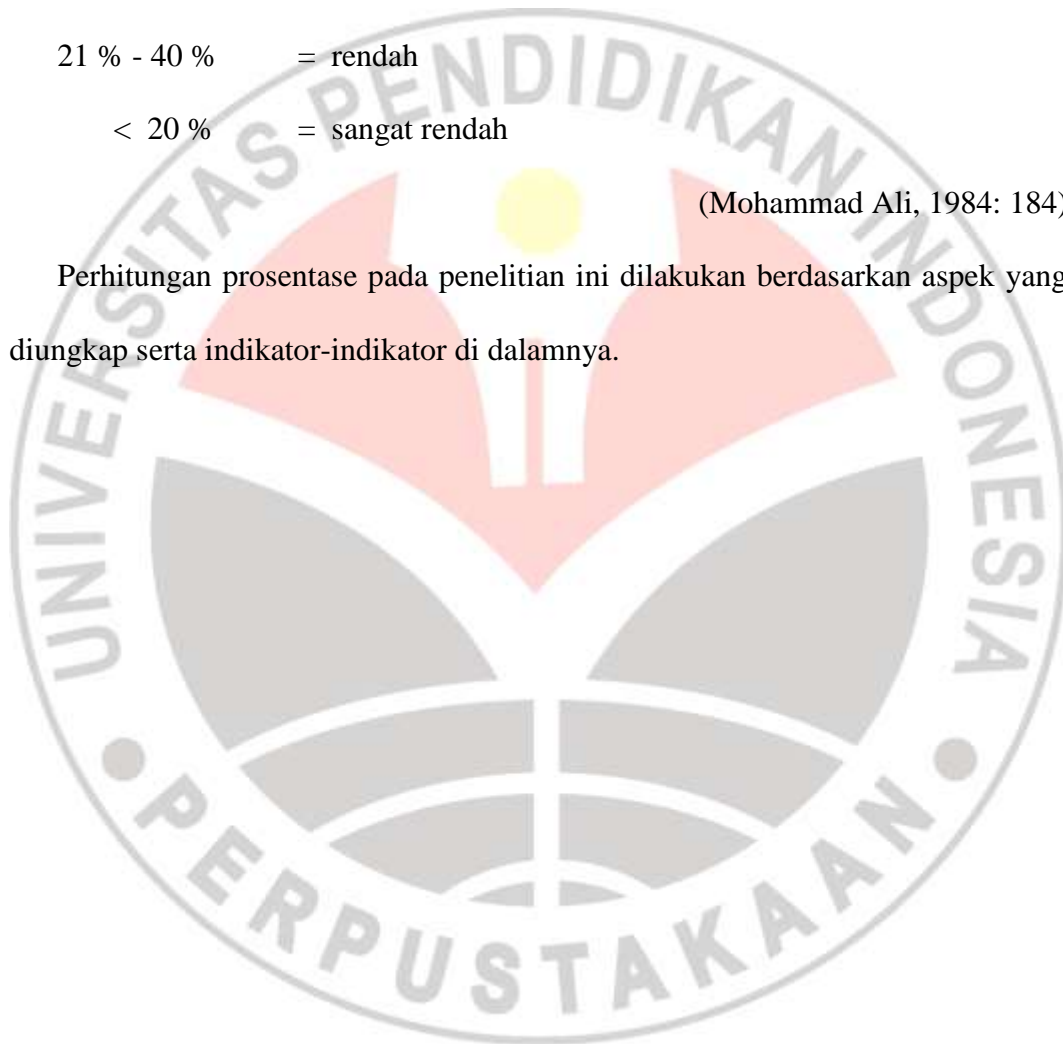 21 % - 40 % = rendah
< 20 % = sangat rendah
(Mohammad Ali, 1984: 184)
Perhitungan prosentase pada penelitian ini dilakukan berdasarkan aspek yang
diungkap serta indikator-indikator di dalamnya.
UNIVERSITAS PENDIDIKAN INDONESIA
PERPUSTAKAAN